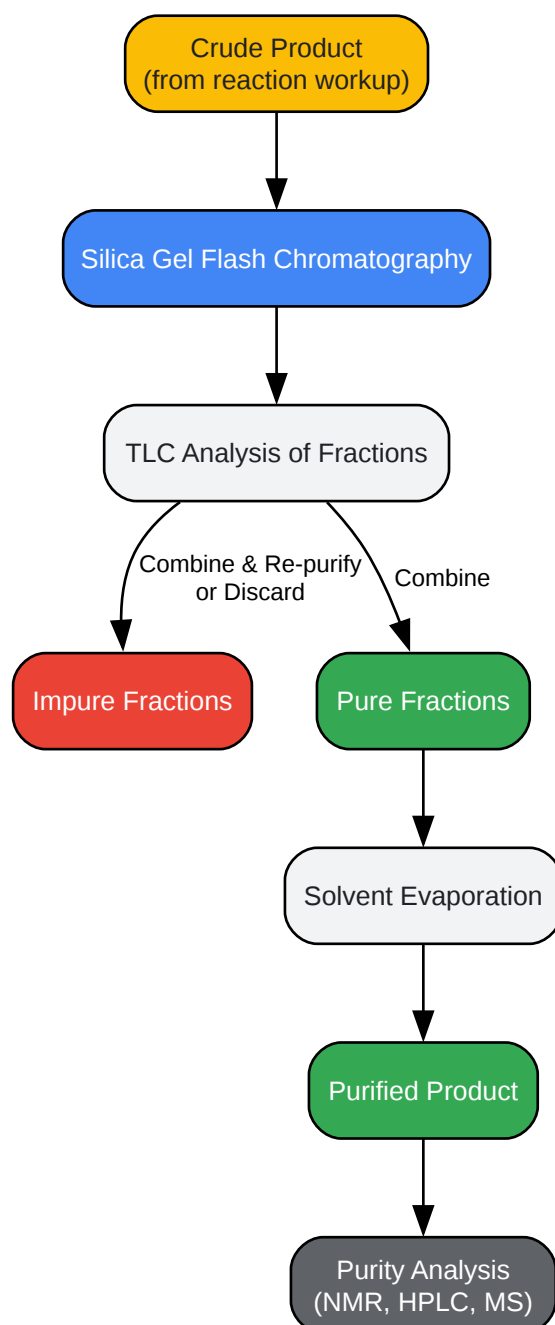 Crude Product
(from reaction workup)
Silica Gel Flash Chromatography
TLC Analysis of Fractions
Combine & Re-purify
or Discard
Combine
Impure Fractions
Pure Fractions
Solvent Evaporation
Purified Product
Purity Analysis
(NMR, HPLC, MS)